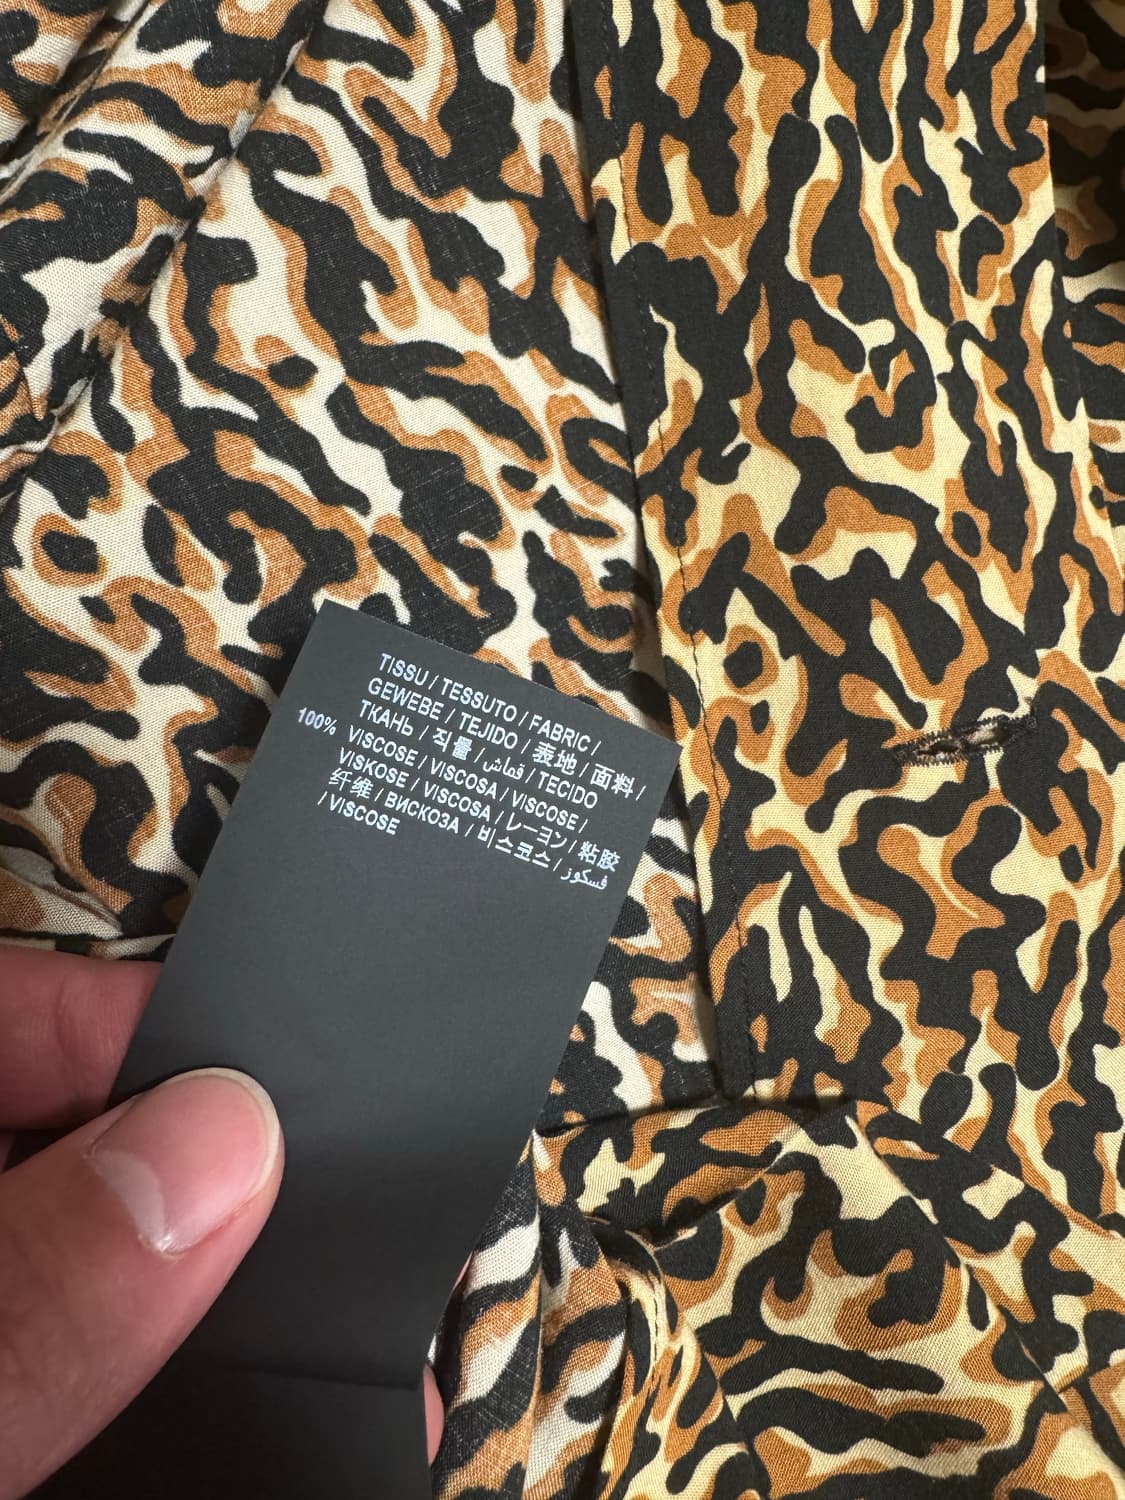 TISSU / TESSUTO / FABRIC /
GEWEBE / TEJIDO / 表地 / 面料 /
ТКАНЬ / 직물 / قماش / TECIDO
100% VISCOSE / VISCOSA / VISCOSE /
VISKOSE / VISCOSA / レーヨン / 粘胶
纤维 / ВИСКОЗА / 비스코스 / فسكوز
/ VISCOSE